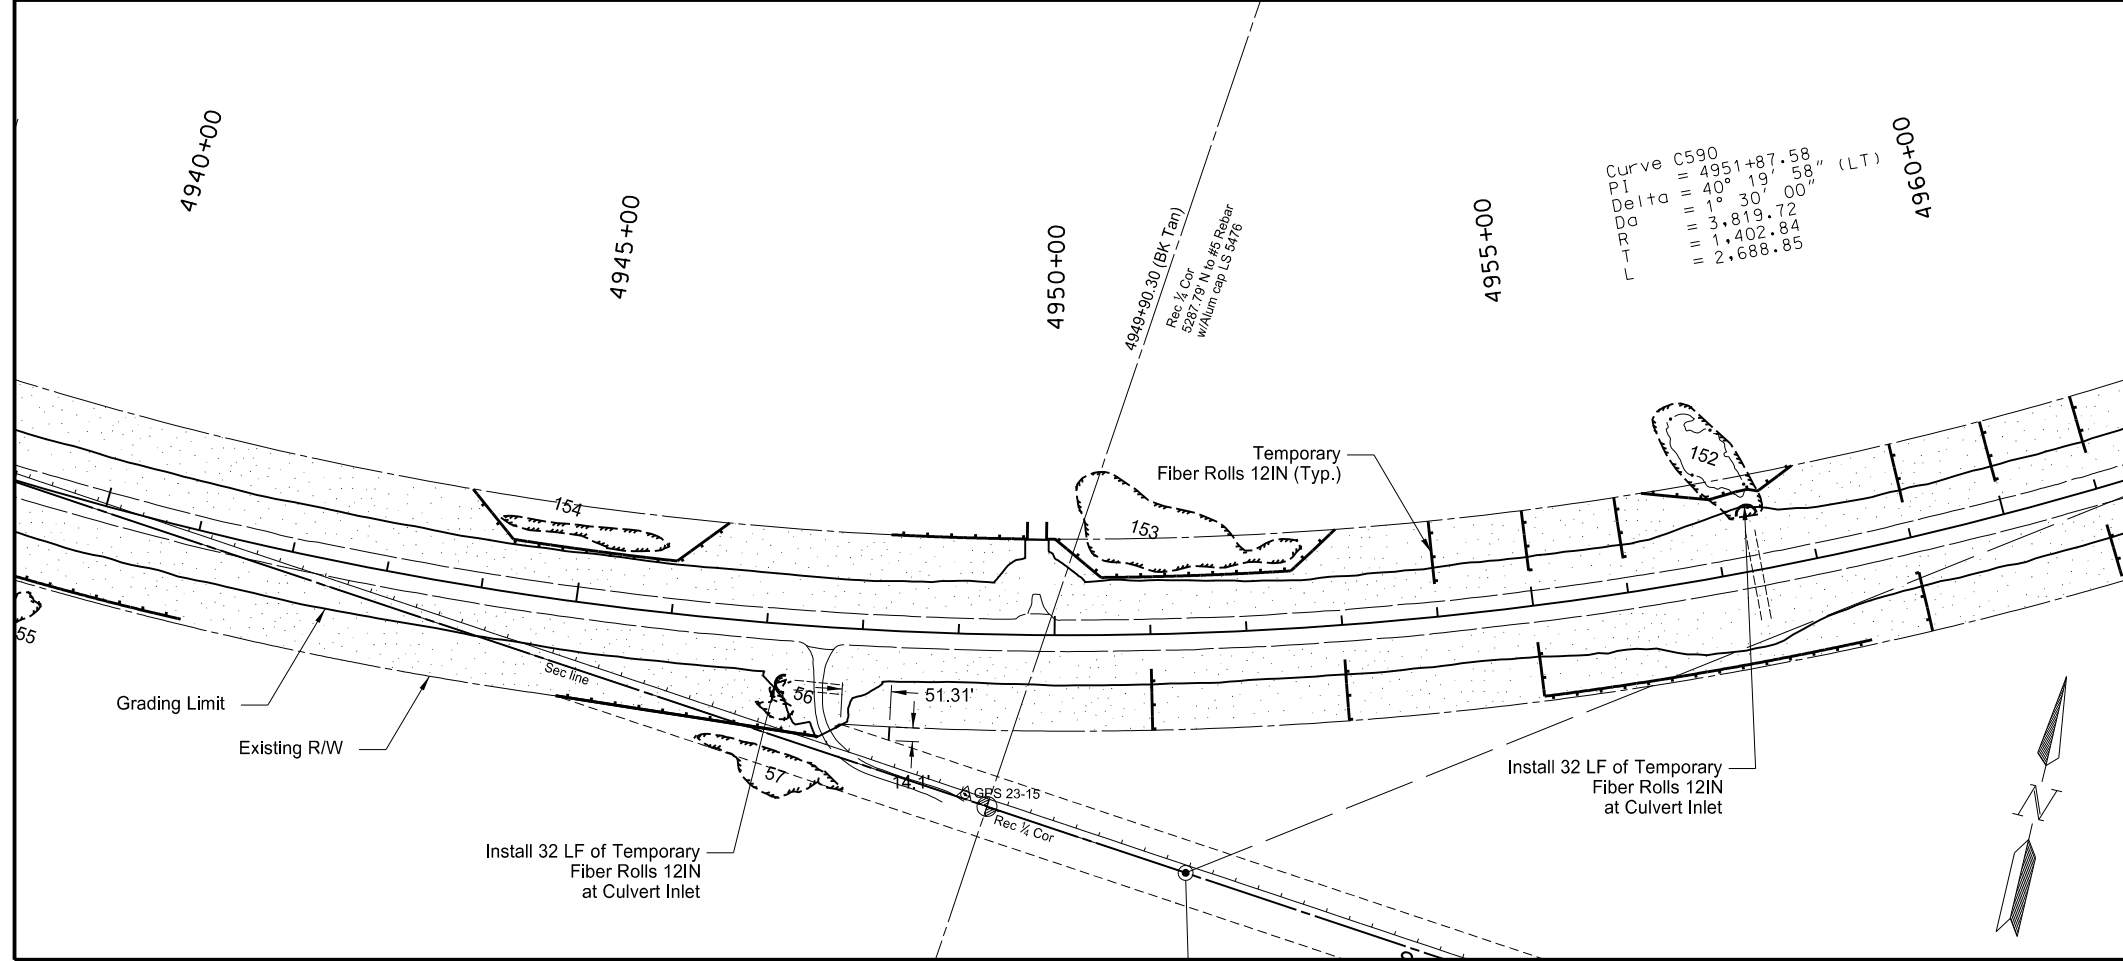 4940+00
4945+00
4950+00
4949+90.30 (BK Tan)
Rec ¼ Cor
5287.79' N to #5 Rebar
w/Alum cap LS 5476
4955+00
4960+00
Curve C590
PI = 4951+87.58
Delta = 40° 19' 58" (LT)
Da = 1° 30' 00"
R = 3,819.72
T = 1,402.84
L = 2,688.85
154
153
Temporary
Fiber Rolls 12IN (Typ.)
152
55
Sec line
56
51.31'
Grading Limit
Existing R/W
57
14.1'
GPS 23-15
Rec ¼ Cor
Install 32 LF of Temporary
Fiber Rolls 12IN
at Culvert Inlet
Install 32 LF of Temporary
Fiber Rolls 12IN
at Culvert Inlet
N